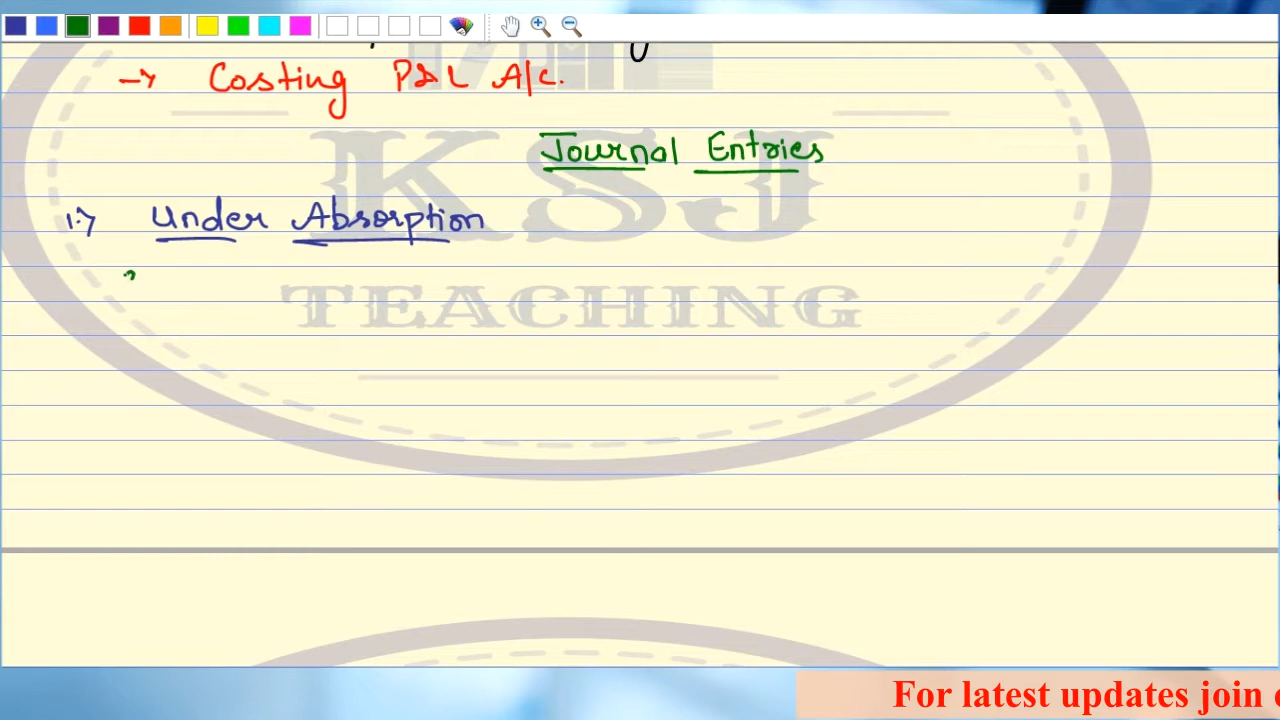 → Costing P&L A/c.
Journal Entries
1.→ Under Absorption
KSJ
TEACHING
For latest updates join